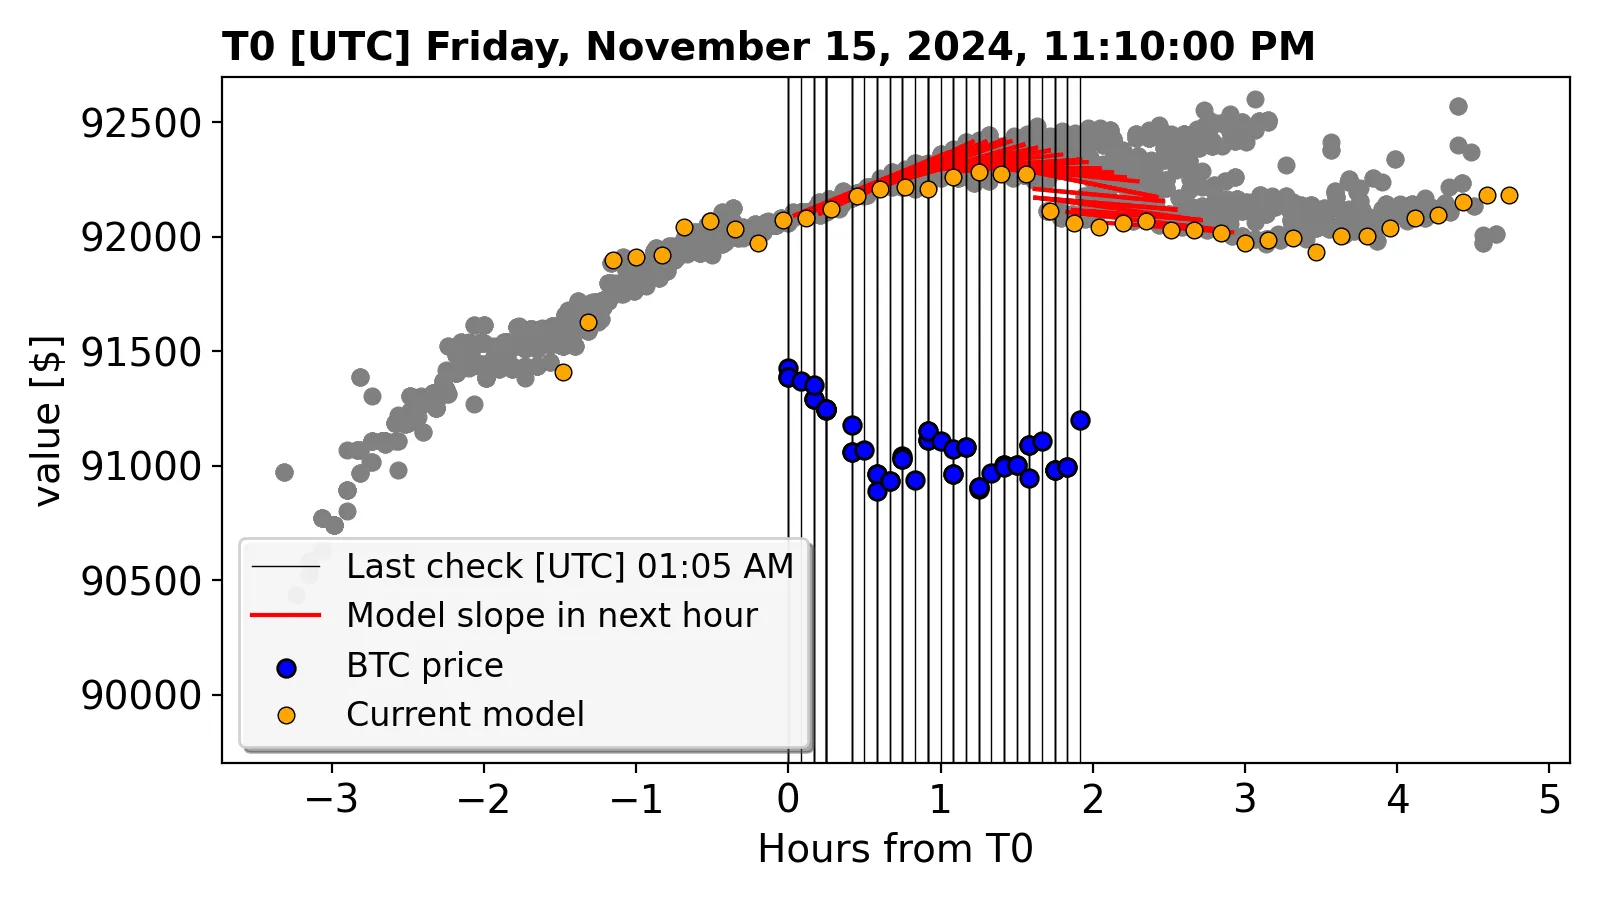 T0 [UTC] Friday, November 15, 2024, 11:10:00 PM
92500
92000
91500
91000
90500
90000
value [$]
Last check [UTC] 01:05 AM
Model slope in next hour
BTC price
Current model
−3 −2 −1 0 1 2 3 4 5
Hours from T0